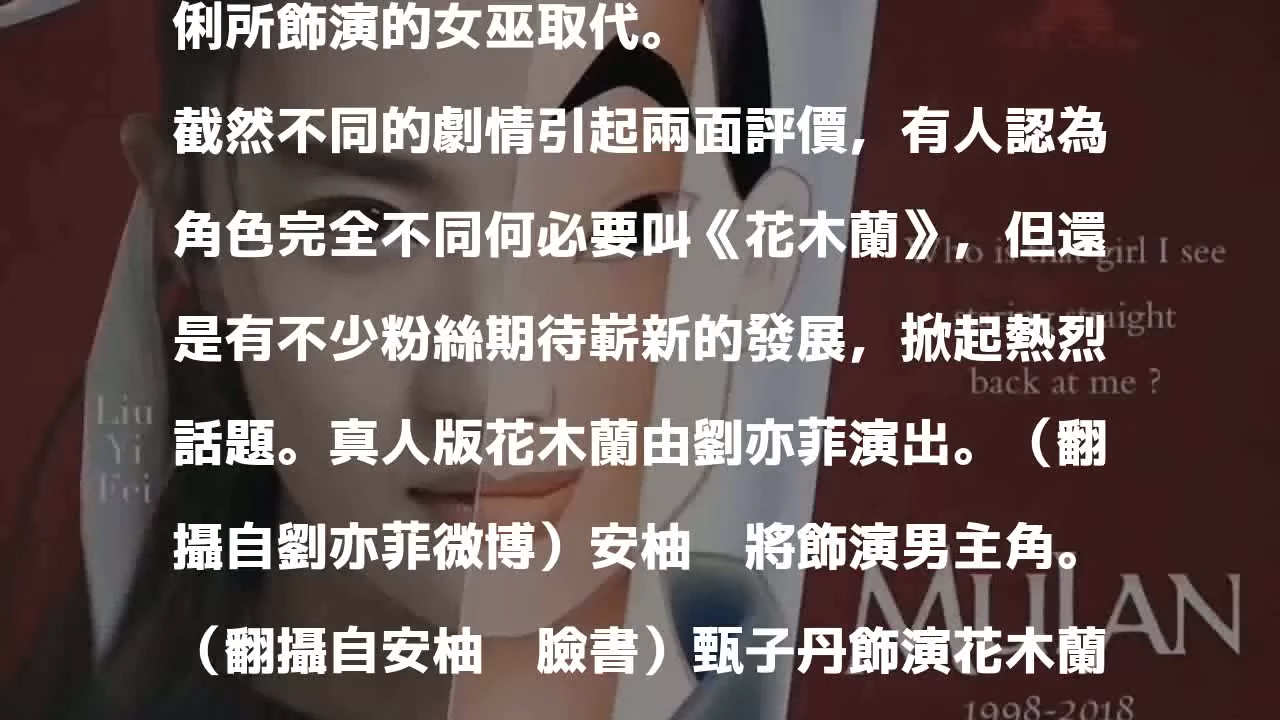 俐所飾演的女巫取代。
截然不同的劇情引起兩面評價，有人認為
角色完全不同何必要叫《花木蘭》，但還
是有不少粉絲期待嶄新的發展，掀起熱烈
話題。真人版花木蘭由劉亦菲演出。（翻
攝自劉亦菲微博）安柚　將飾演男主角。
（翻攝自安柚　臉書）甄子丹飾演花木蘭
Who is that girl I see
staring straight
back at me ?
Liu
Yi
Fei
MULAN
1998-2018